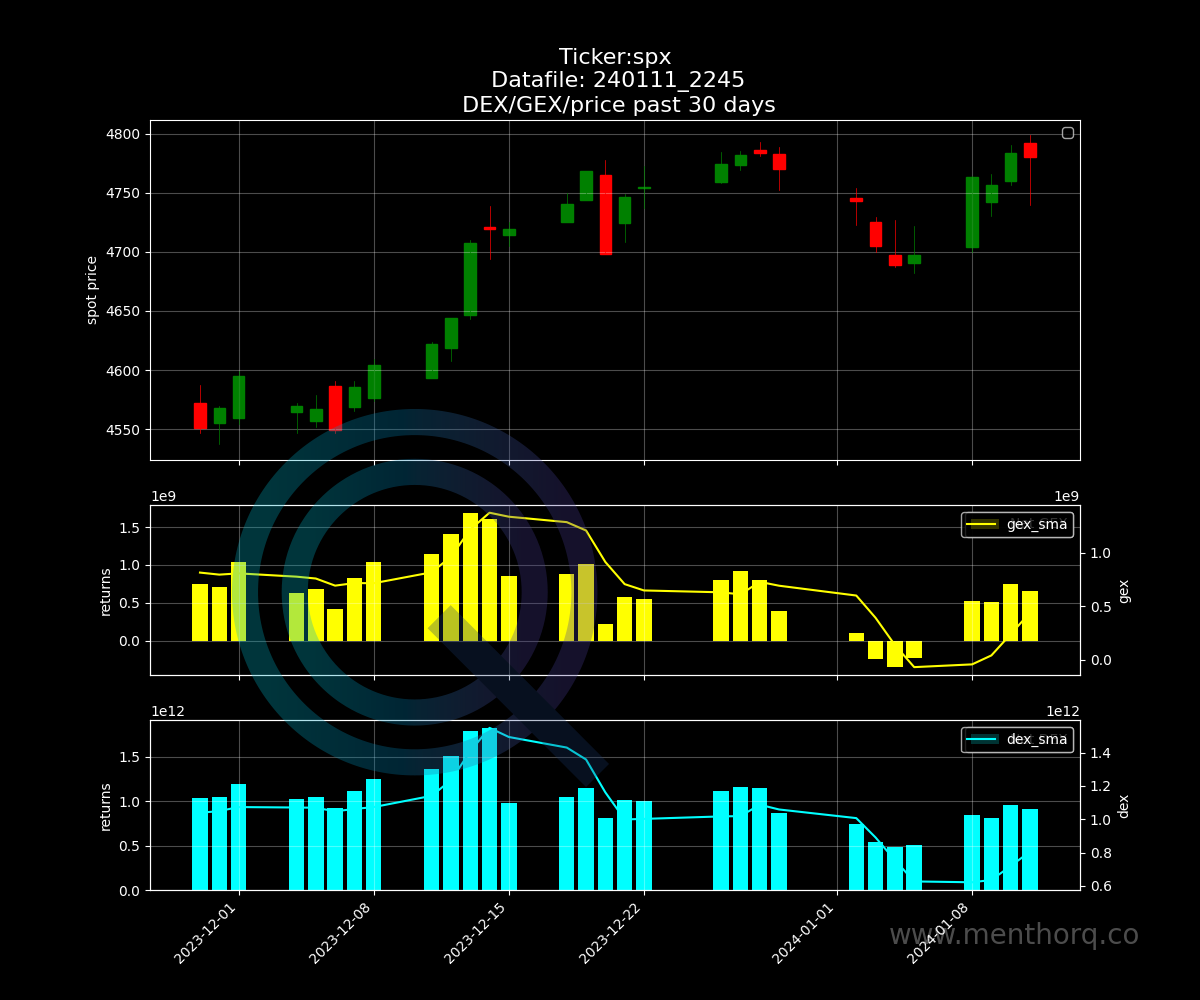 Ticker:spx
Datafile: 240111_2245
DEX/GEX/price past 30 days
4800
4750
4700
4650
4600
4550
spot price
1e9
1e9
1.5
1.0
0.5
0.0
returns
gex_sma
1.0
0.5
0.0
gex
1e12
1e12
1.5
1.0
0.5
0.0
returns
dex_sma
1.4
1.2
1.0
0.8
0.6
dex
2023-12-01
2023-12-08
2023-12-15
2023-12-22
2024-01-01
2024-01-08
www.menthorq.co